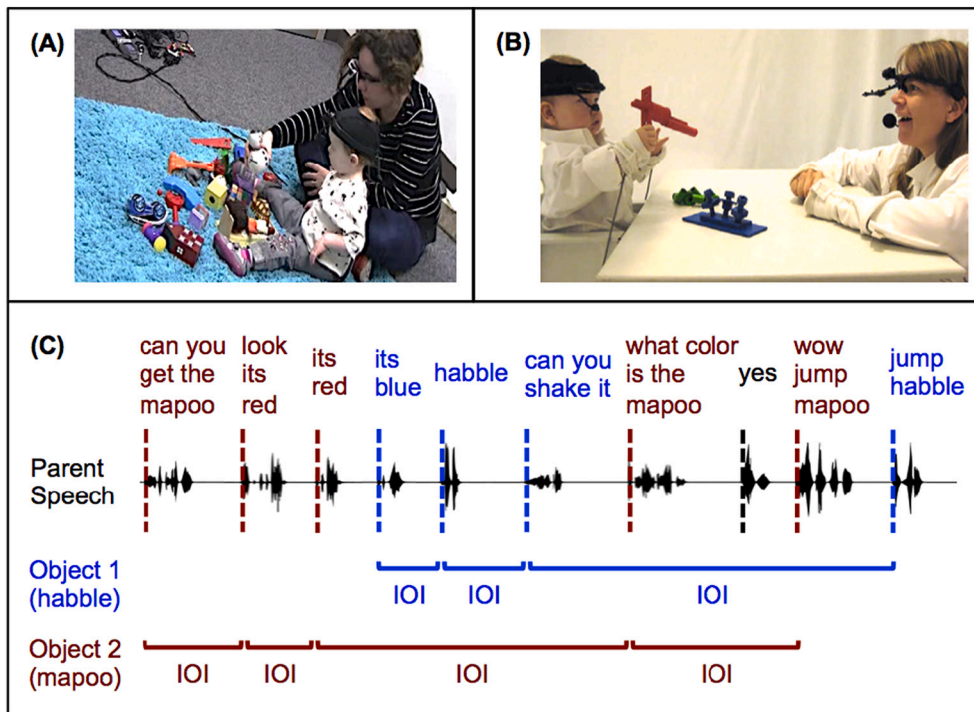 (A)
(B)
(C)
can you
get the
mapoo
look
its
red
its
red
its
blue
habble
can you
shake it
what color
is the
mapoo
yes
wow
jump
mapoo
jump
habble
Parent
Speech
Object 1
(habble)
IOI
IOI
IOI
Object 2
(mapoo)
IOI
IOI
IOI
IOI